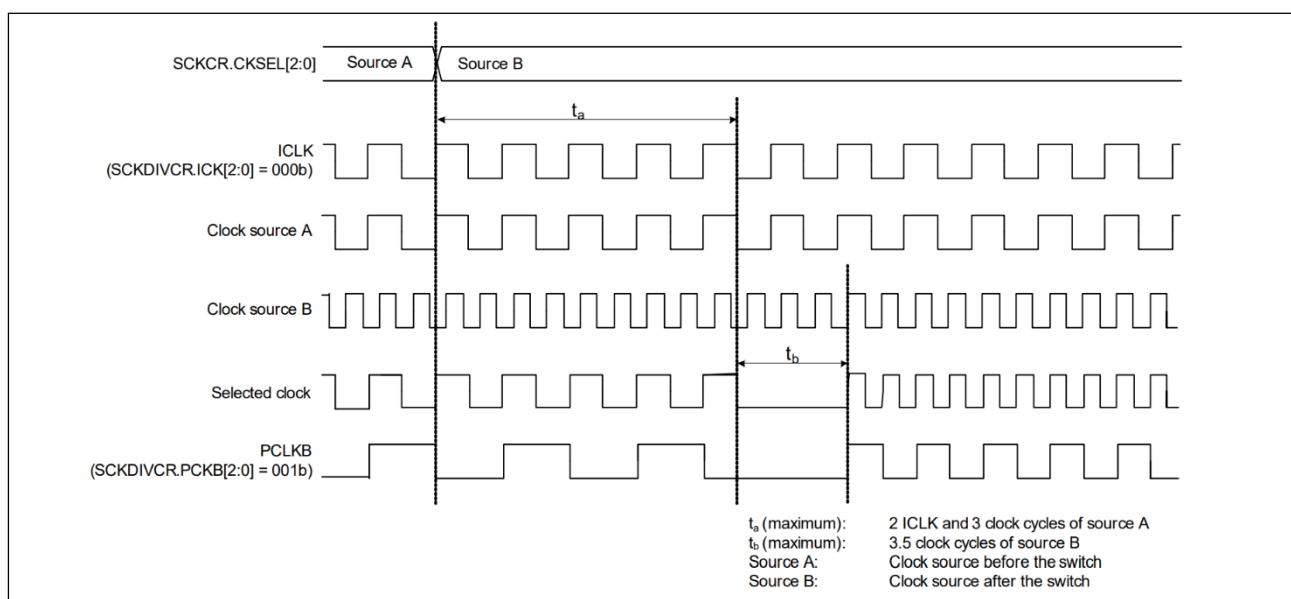 SCKCR.CKSEL[2:0]
Source A
Source B
ta
ICLK
(SCKDIVCR.ICK[2:0] = 000b)
Clock source A
Clock source B
tb
Selected clock
PCLKB
(SCKDIVCR.PCKB[2:0] = 001b)
ta (maximum): 2 ICLK and 3 clock cycles of source A
tb (maximum): 3.5 clock cycles of source B
Source A: Clock source before the switch
Source B: Clock source after the switch